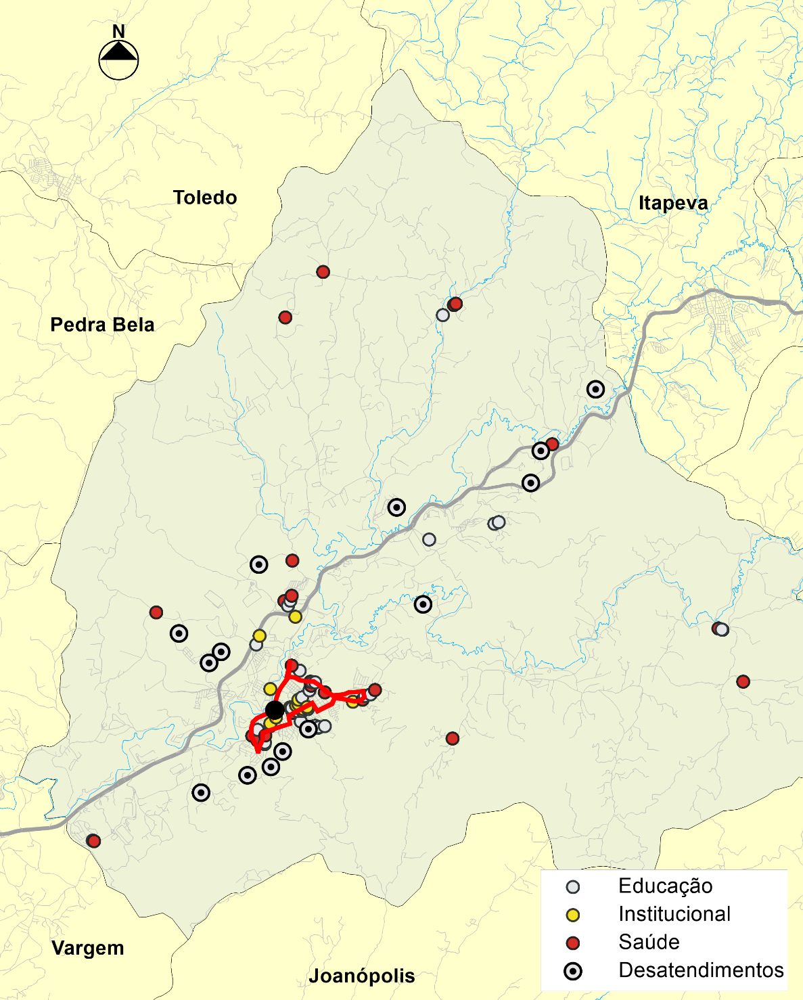 N
Toledo
Itapeva
Pedra Bela
Educação
Institucional
Saúde
Desatendimentos
Vargem
Joanópolis